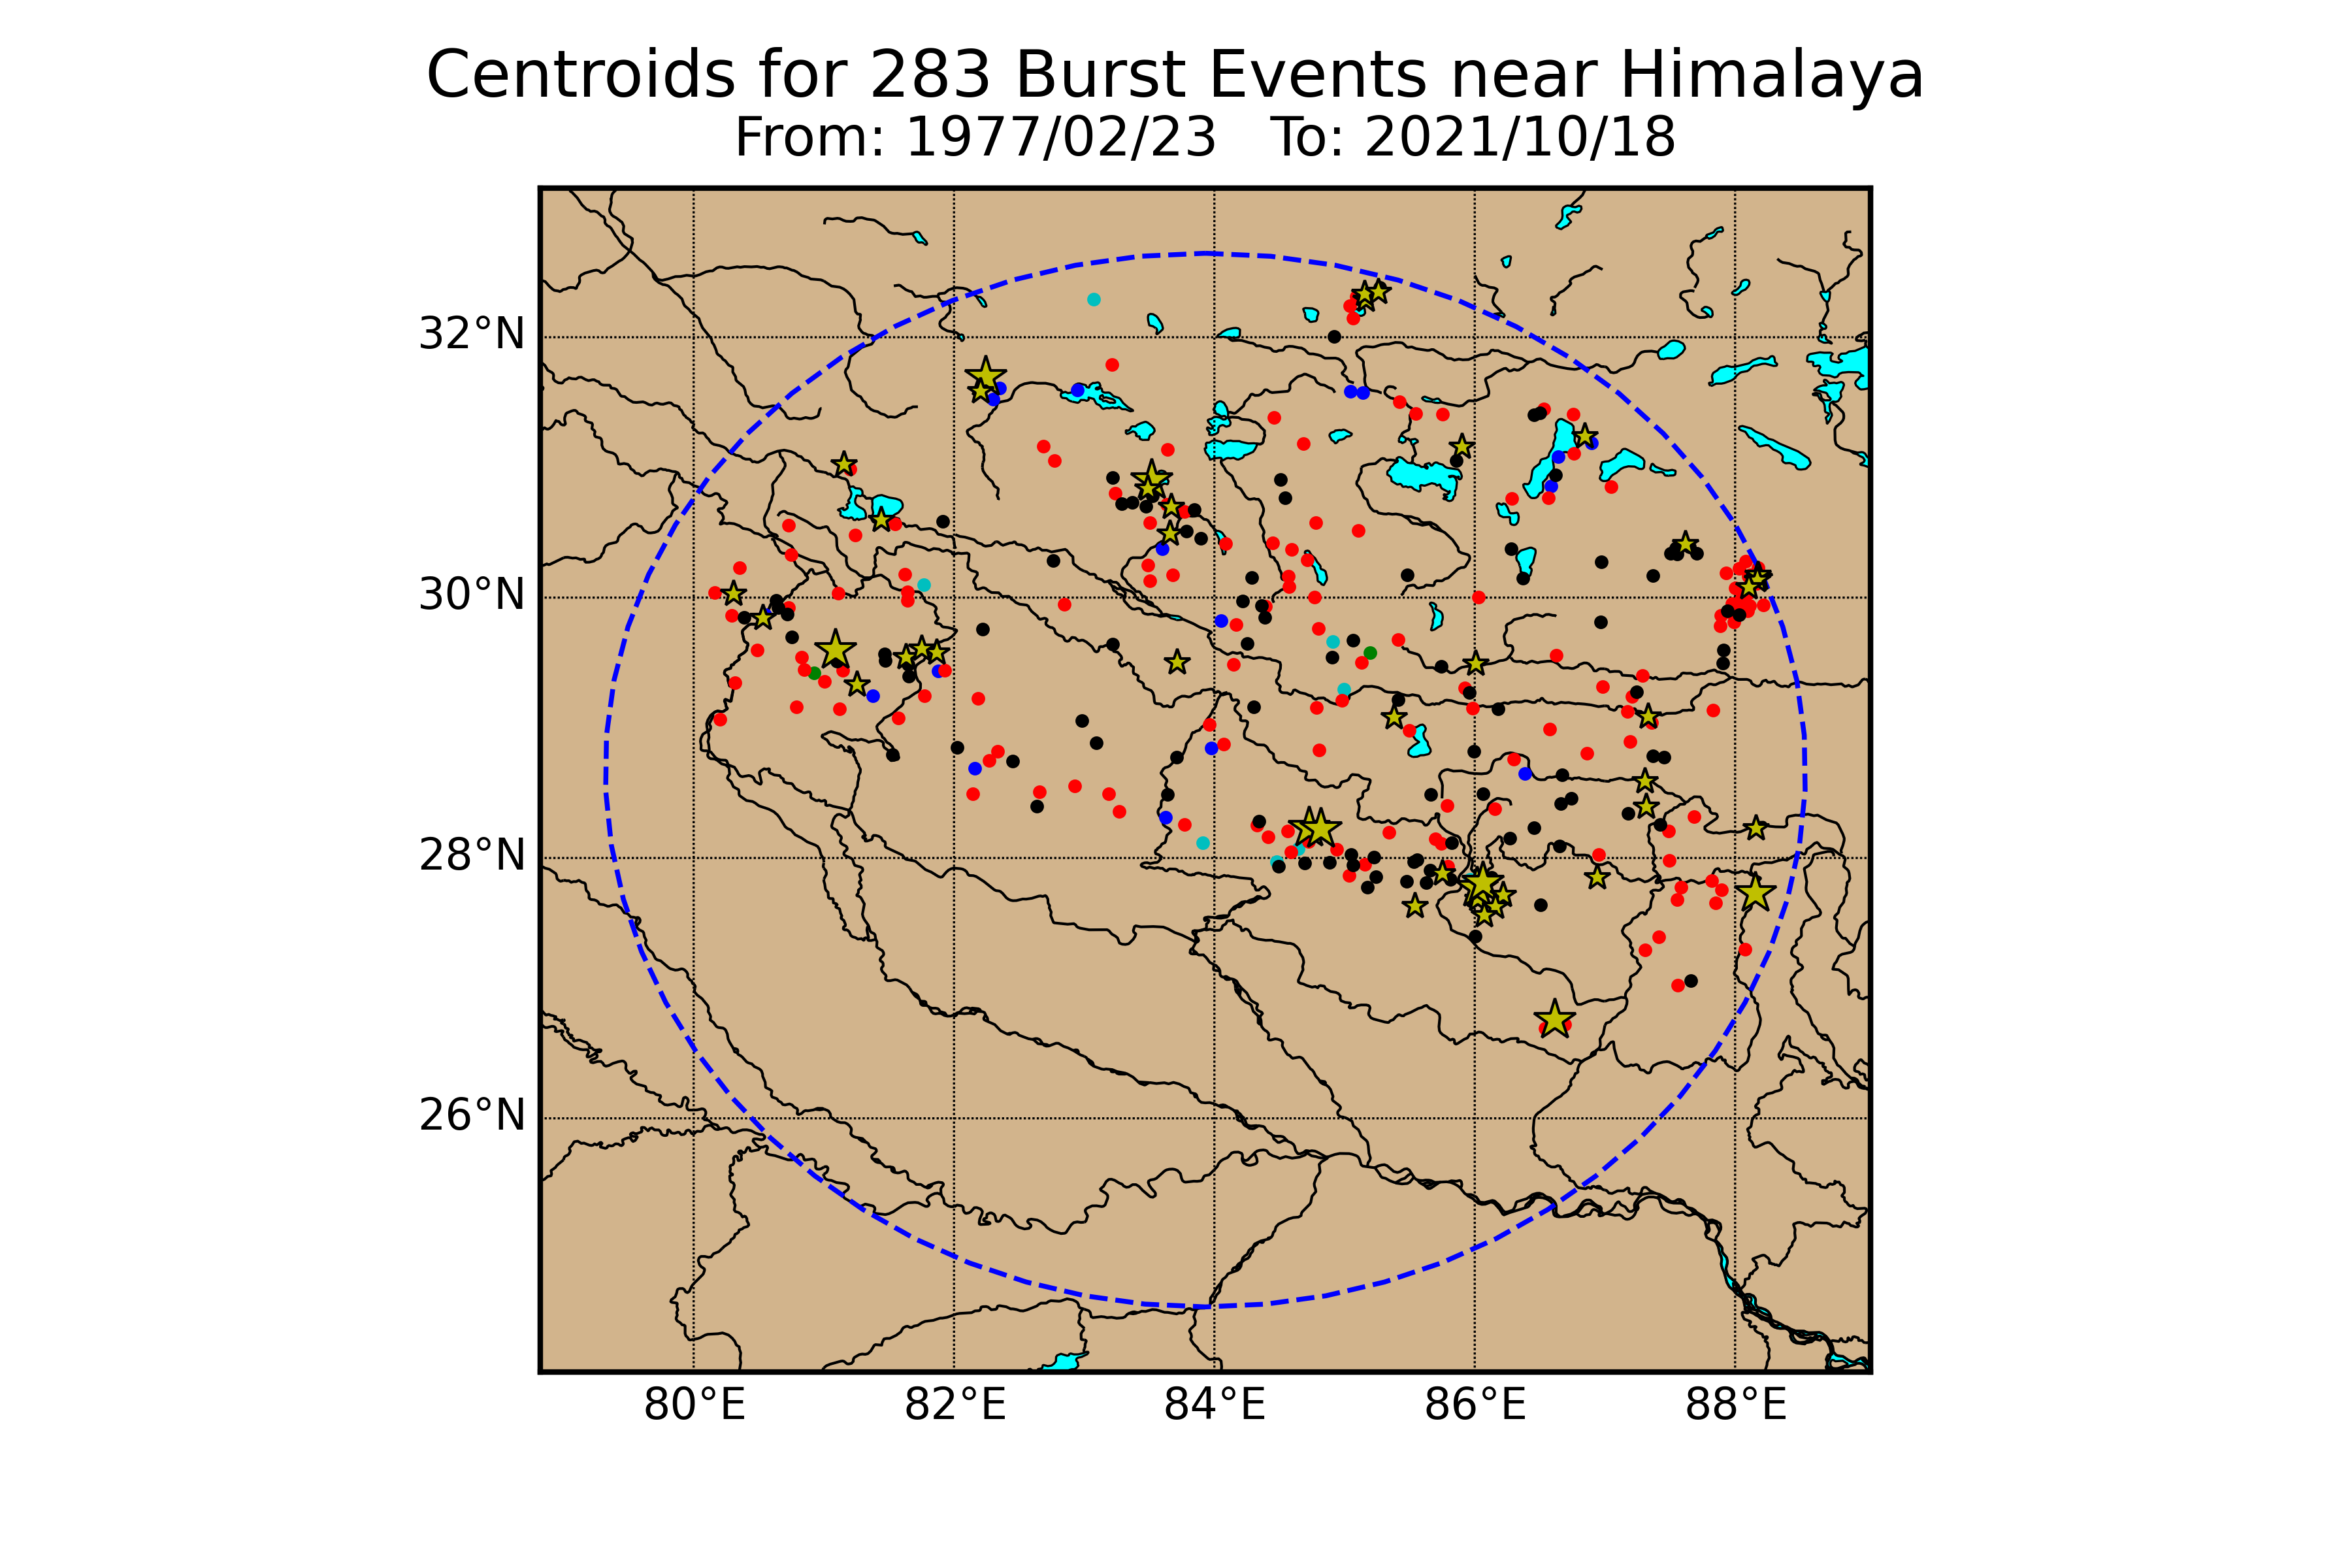 Centroids for 283 Burst Events near Himalaya
From: 1977/02/23 To: 2021/10/18
32°N
30°N
28°N
26°N
80°E 82°E 84°E 86°E 88°E